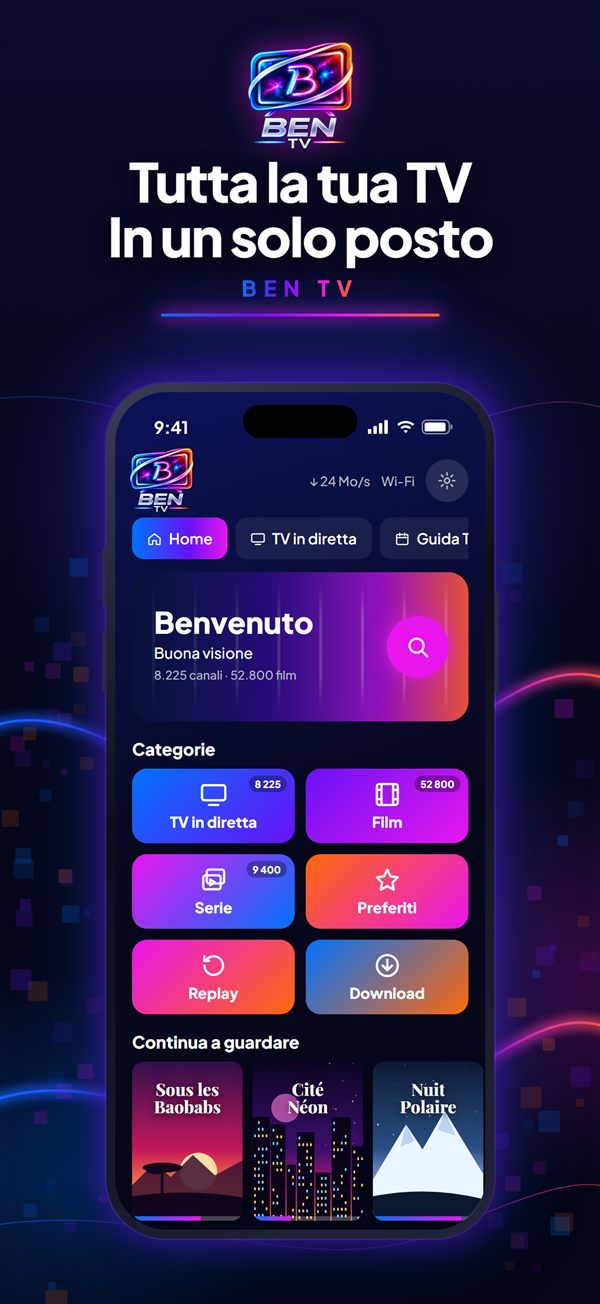 B
BEN
TV
Tutta la tua TV
In un solo posto
BEN TV
9:41
B
BEN
TV
↓24 Mo/s Wi-Fi
Home TV in diretta Guida T
Benvenuto
Buona visione
8.225 canali · 52.800 film
Categorie
8 225 52 800
TV in diretta Film
9 400
Serie Preferiti
Replay Download
Continua a guardare
Sous les Cité Nuit
Baobabs Néon Polaire